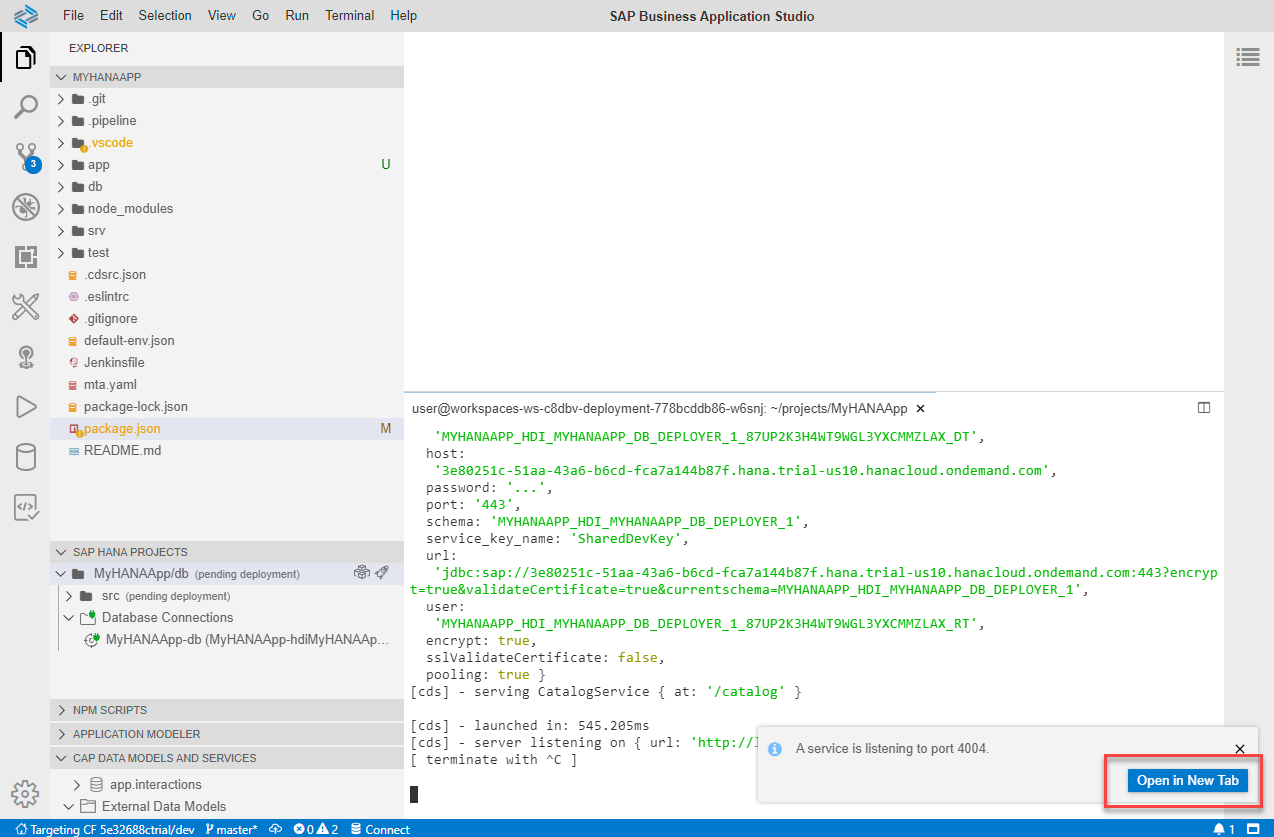 File Edit Selection View Go Run Terminal Help
SAP Business Application Studio
EXPLORER
MYHANAAPP
.git
.pipeline
.vscode
app U
db
node_modules
srv
test
.cdsrc.json
.eslintrc
.gitignore
default-env.json
Jenkinsfile
mta.yaml
package-lock.json
package.json M
README.md
3
SAP HANA PROJECTS
MyHANAApp/db (pending deployment)
src (pending deployment)
Database Connections
MyHANAApp-db (MyHANAApp-hdiMyHANAAp...
NPM SCRIPTS
APPLICATION MODELER
CAP DATA MODELS AND SERVICES
app.interactions
External Data Models
user@workspaces-ws-c8dbv-deployment-778bcddb86-w6snj: ~/projects/MyHANAApp
'MYHANAAPP_HDI_MYHANAAPP_DB_DEPLOYER_1_87UP2K3H4WT9WGL3YXCMMZLAX_DT',
host:
'3e80251c-51aa-43a6-b6cd-fca7a144b87f.hana.trial-us10.hanacloud.ondemand.com',
password: '...',
port: '443',
schema: 'MYHANAAPP_HDI_MYHANAAPP_DB_DEPLOYER_1',
service_key_name: 'SharedDevKey',
url:
'jdbc:sap://3e80251c-51aa-43a6-b6cd-fca7a144b87f.hana.trial-us10.hanacloud.ondemand.com:443?encryp
t=true&validateCertificate=true&currentschema=MYHANAAPP_HDI_MYHANAAPP_DB_DEPLOYER_1',
user:
'MYHANAAPP_HDI_MYHANAAPP_DB_DEPLOYER_1_87UP2K3H4WT9WGL3YXCMMZLAX_RT',
encrypt: true,
sslValidateCertificate: false,
pooling: true }
[cds] - serving CatalogService { at: '/catalog' }
[cds] - launched in: 545.205ms
[cds] - server listening on { url: 'http://
[ terminate with ^C ]
A service is listening to port 4004.
Open in New Tab
Targeting CF 5e32688ctrial/dev master* 0 2 Connect 1